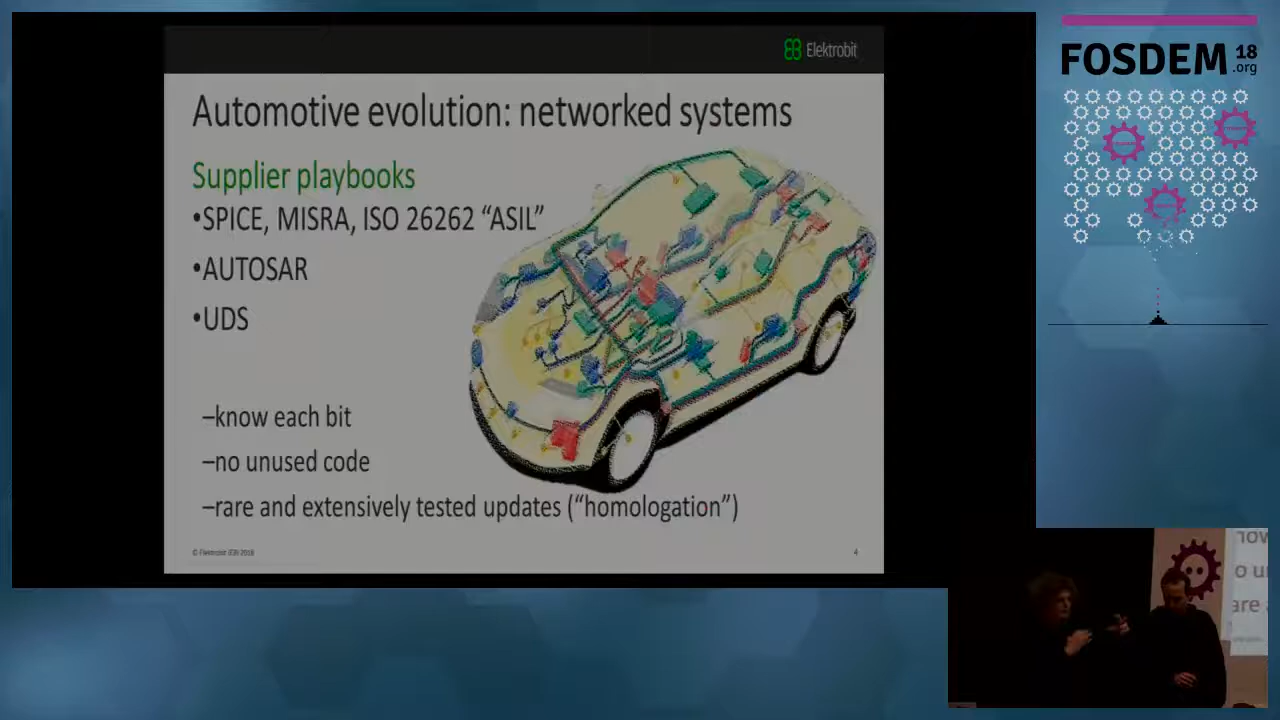 Elektrobit
Automotive evolution: networked systems
Supplier playbooks
•SPICE, MISRA, ISO 26262 “ASIL”
•AUTOSAR
•UDS
–know each bit
–no unused code
–rare and extensively tested updates (“homologation”)
4
FOSDEM 18
.org